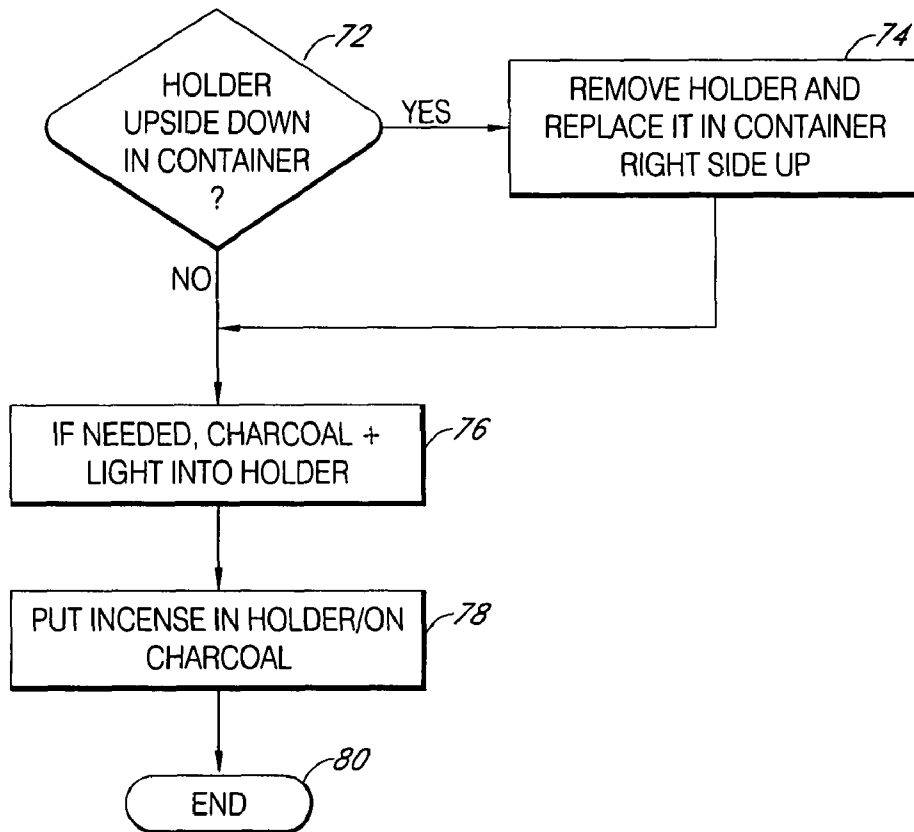 72
HOLDER
UPSIDE DOWN
IN CONTAINER
?
YES
74
REMOVE HOLDER AND
REPLACE IT IN CONTAINER
RIGHT SIDE UP
NO
IF NEEDED, CHARCOAL +
LIGHT INTO HOLDER
76
PUT INCENSE IN HOLDER/ON
CHARCOAL
78
80
END